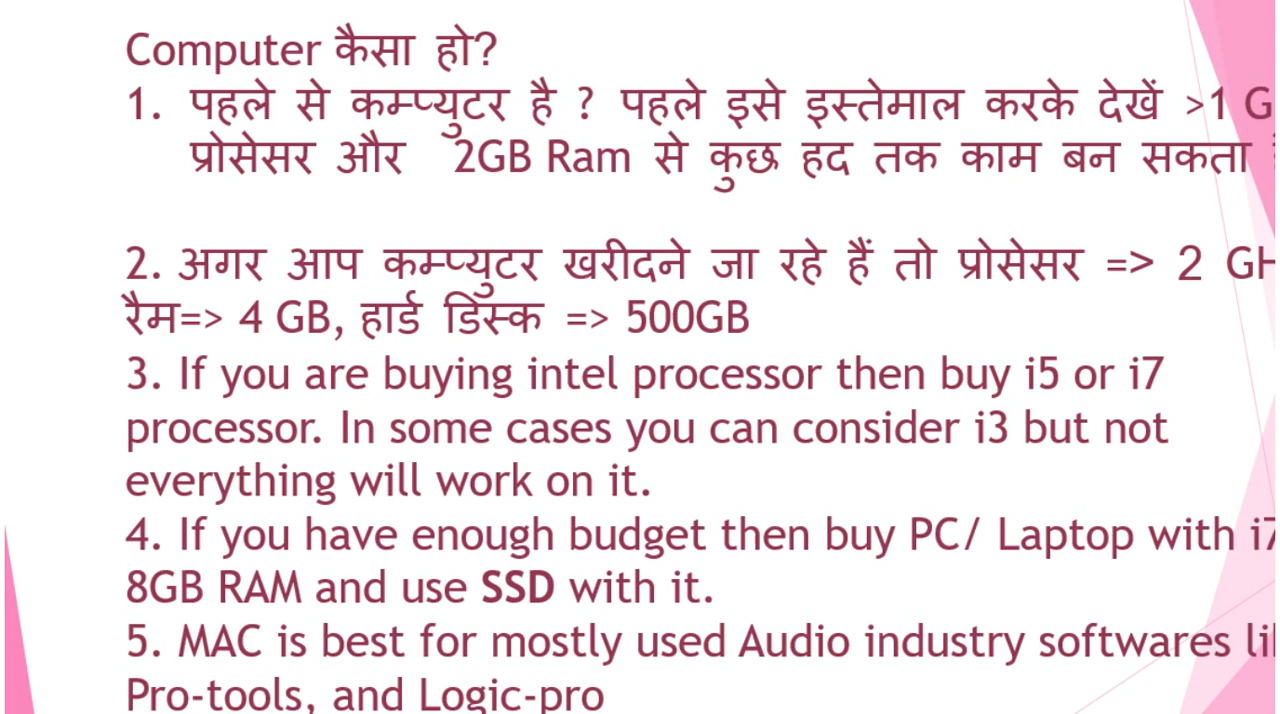 Computer कैसा हो?
1. पहले से कम्प्युटर है ? पहले इसे इस्तेमाल करके देखें >1 G
प्रोसेसर और 2GB Ram से कुछ हद तक काम बन सकता
2. अगर आप कम्प्युटर खरीदने जा रहे हैं तो प्रोसेसर => 2 GH
रैम=> 4 GB, हार्ड डिस्क => 500GB
3. If you are buying intel processor then buy i5 or i7
processor. In some cases you can consider i3 but not
everything will work on it.
4. If you have enough budget then buy PC/ Laptop with i7
8GB RAM and use SSD with it.
5. MAC is best for mostly used Audio industry softwares li
Pro-tools, and Logic-pro